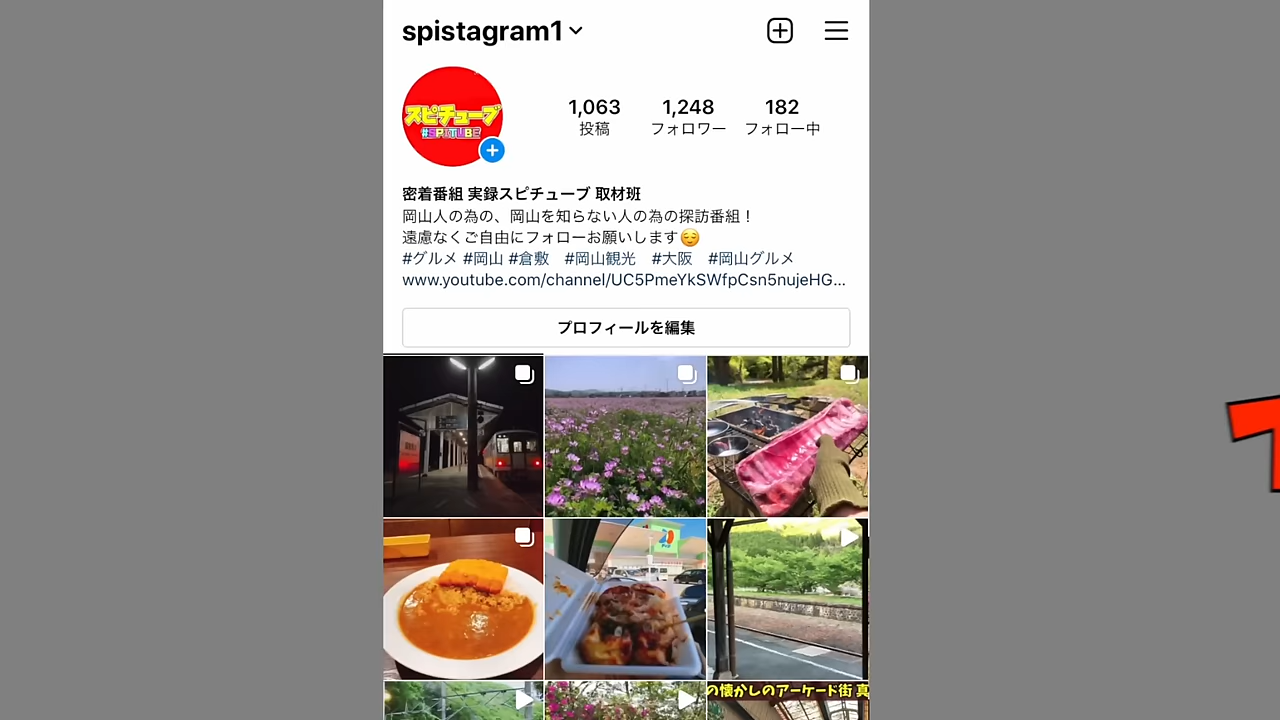 spistagram1
スピチューブ
#SPITUBE
1,063 1,248 182
投稿 フォロワー フォロー中
密着番組 実録スピチューブ 取材班
岡山人の為の、岡山を知らない人の為の探訪番組！
遠慮なくご自由にフォローお願いします😌
#グルメ #岡山 #倉敷 #岡山観光 #大阪 #岡山グルメ
www.youtube.com/channel/UC5PmeYkSWfpCsn5nujeHG...
プロフィールを編集
の懐かしのアーケード街 真